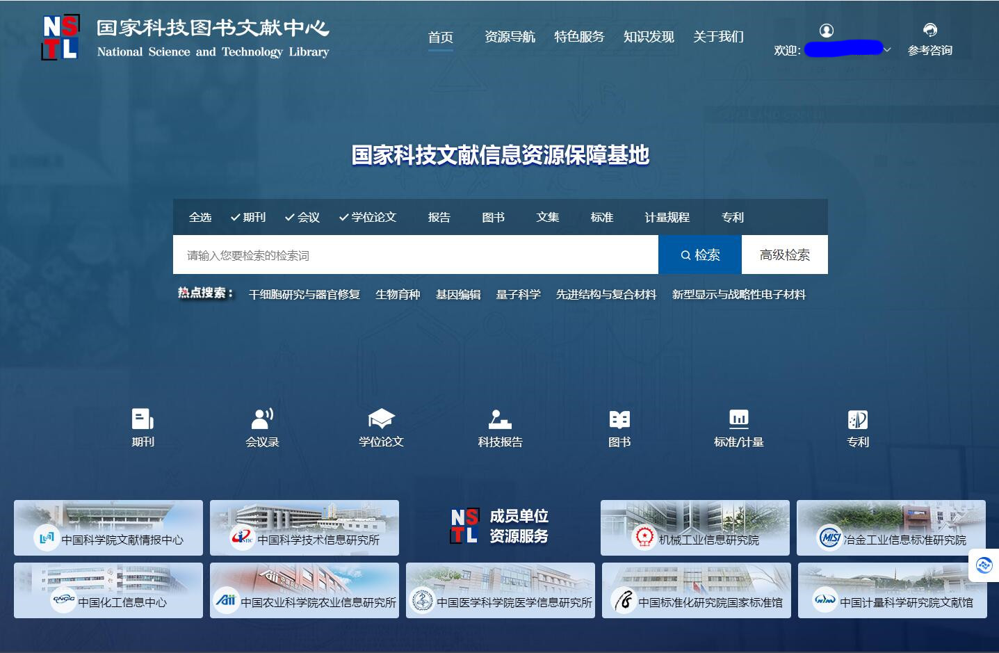 NSTL
国家科技图书文献中心
National Science and Technology Library
首页 资源导航 特色服务 知识发现 关于我们
欢迎: 参考咨询
国家科技文献信息资源保障基地
全选 期刊 会议 学位论文 报告 图书 文集 标准 计量规程 专利
请输入您要检索的检索词 检索 高级检索
热点搜索： 干细胞研究与器官修复 生物育种 基因编辑 量子科学 先进结构与复合材料 新型显示与战略性电子材料
期刊 会议录 学位论文 科技报告 图书 标准/计量 专利
NSTL 成员单位
资源服务
中国科学院文献情报中心 中国科学技术信息研究所 机械工业信息研究院 MISI 冶金工业信息标准研究院
CNCIC 中国化工信息中心 Aii 中国农业科学院农业信息研究所 中国医学科学院医学信息研究所 中国标准化研究院国家标准馆 NIM 中国计量科学研究院文献馆